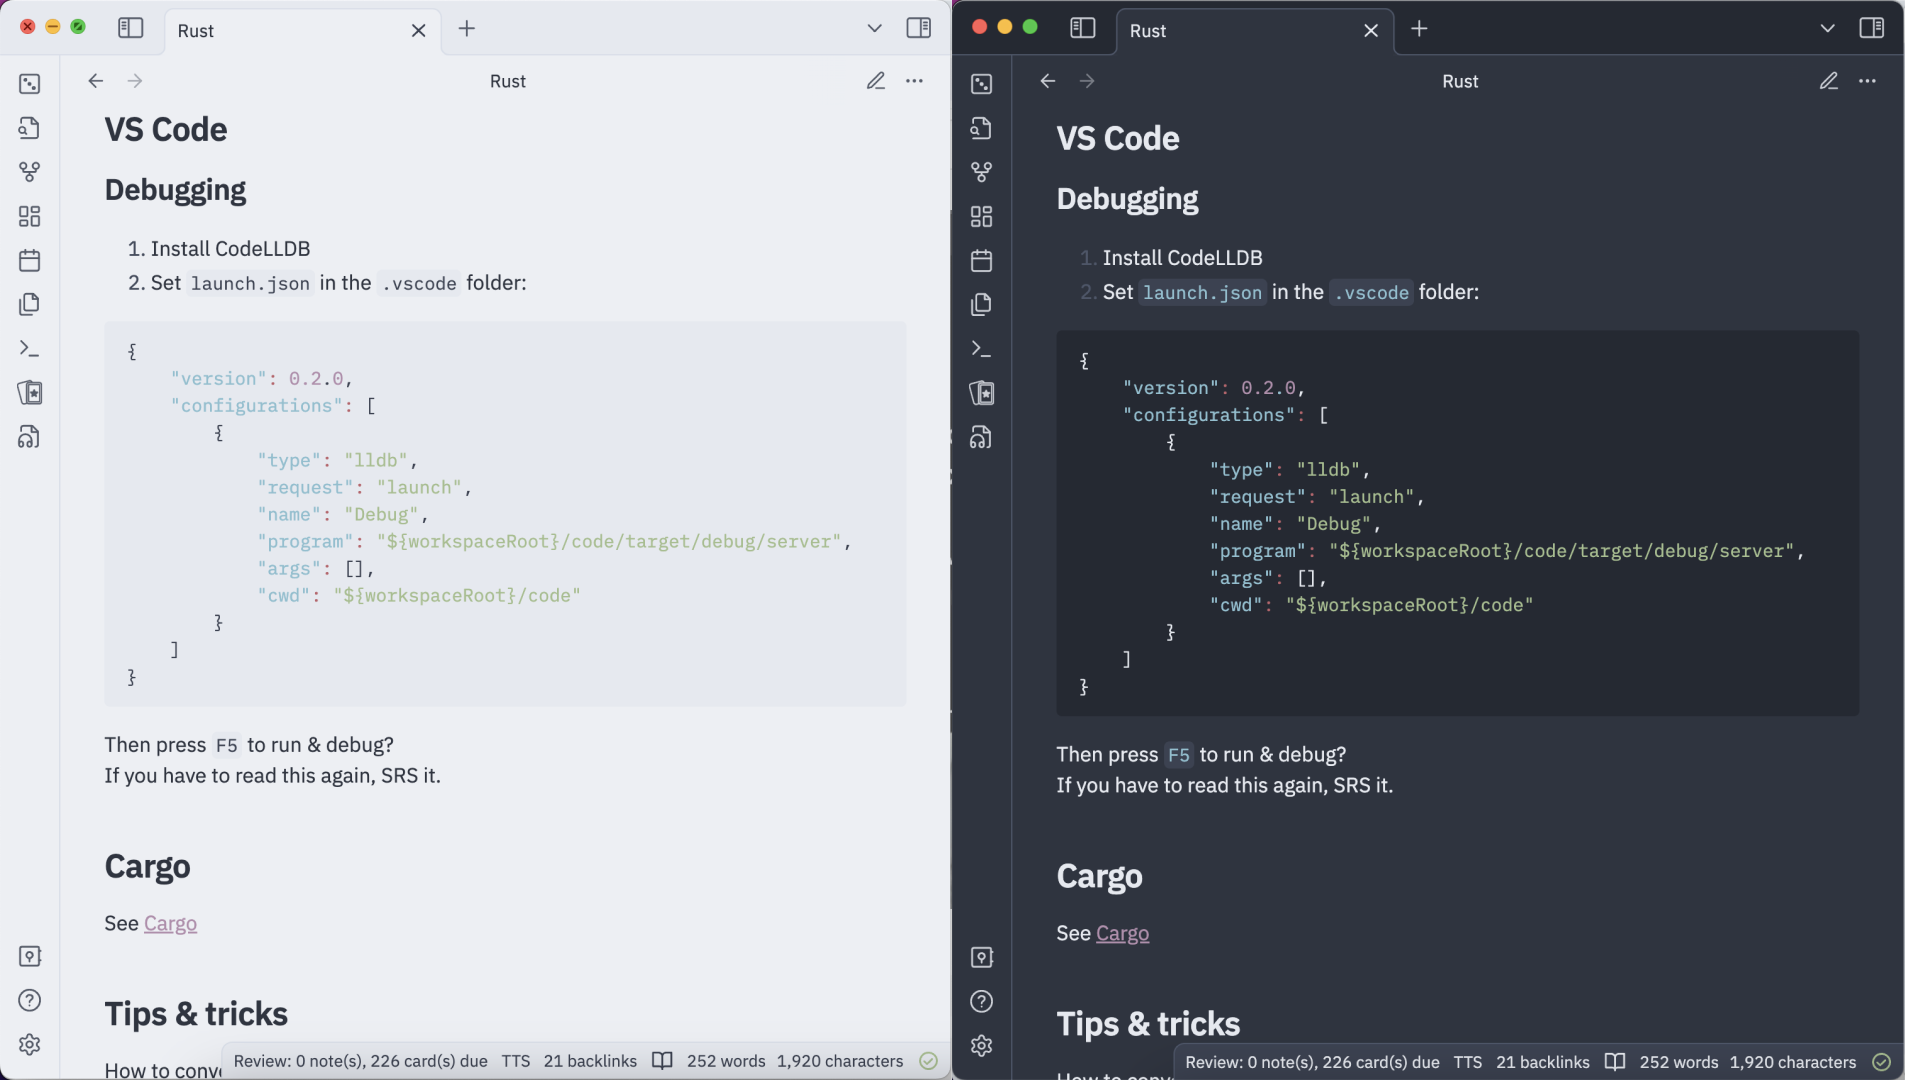 Rust
Rust
VS Code
Debugging
1. Install CodeLLDB
2. Set launch.json in the .vscode folder:
{
    "version": 0.2.0,
    "configurations": [
        {
            "type": "lldb",
            "request": "launch",
            "name": "Debug",
            "program": "${workspaceRoot}/code/target/debug/server",
            "args": [],
            "cwd": "${workspaceRoot}/code"
        }
    ]
}
Then press F5 to run & debug?
If you have to read this again, SRS it.
Cargo
See Cargo
Tips & tricks
How to conv
Review: 0 note(s), 226 card(s) due TTS 21 backlinks 252 words 1,920 characters
Rust
Rust
VS Code
Debugging
1. Install CodeLLDB
2. Set launch.json in the .vscode folder:
{
    "version": 0.2.0,
    "configurations": [
        {
            "type": "lldb",
            "request": "launch",
            "name": "Debug",
            "program": "${workspaceRoot}/code/target/debug/server",
            "args": [],
            "cwd": "${workspaceRoot}/code"
        }
    ]
}
Then press F5 to run & debug?
If you have to read this again, SRS it.
Cargo
See Cargo
Tips & tricks
Review: 0 note(s), 226 card(s) due TTS 21 backlinks 252 words 1,920 characters